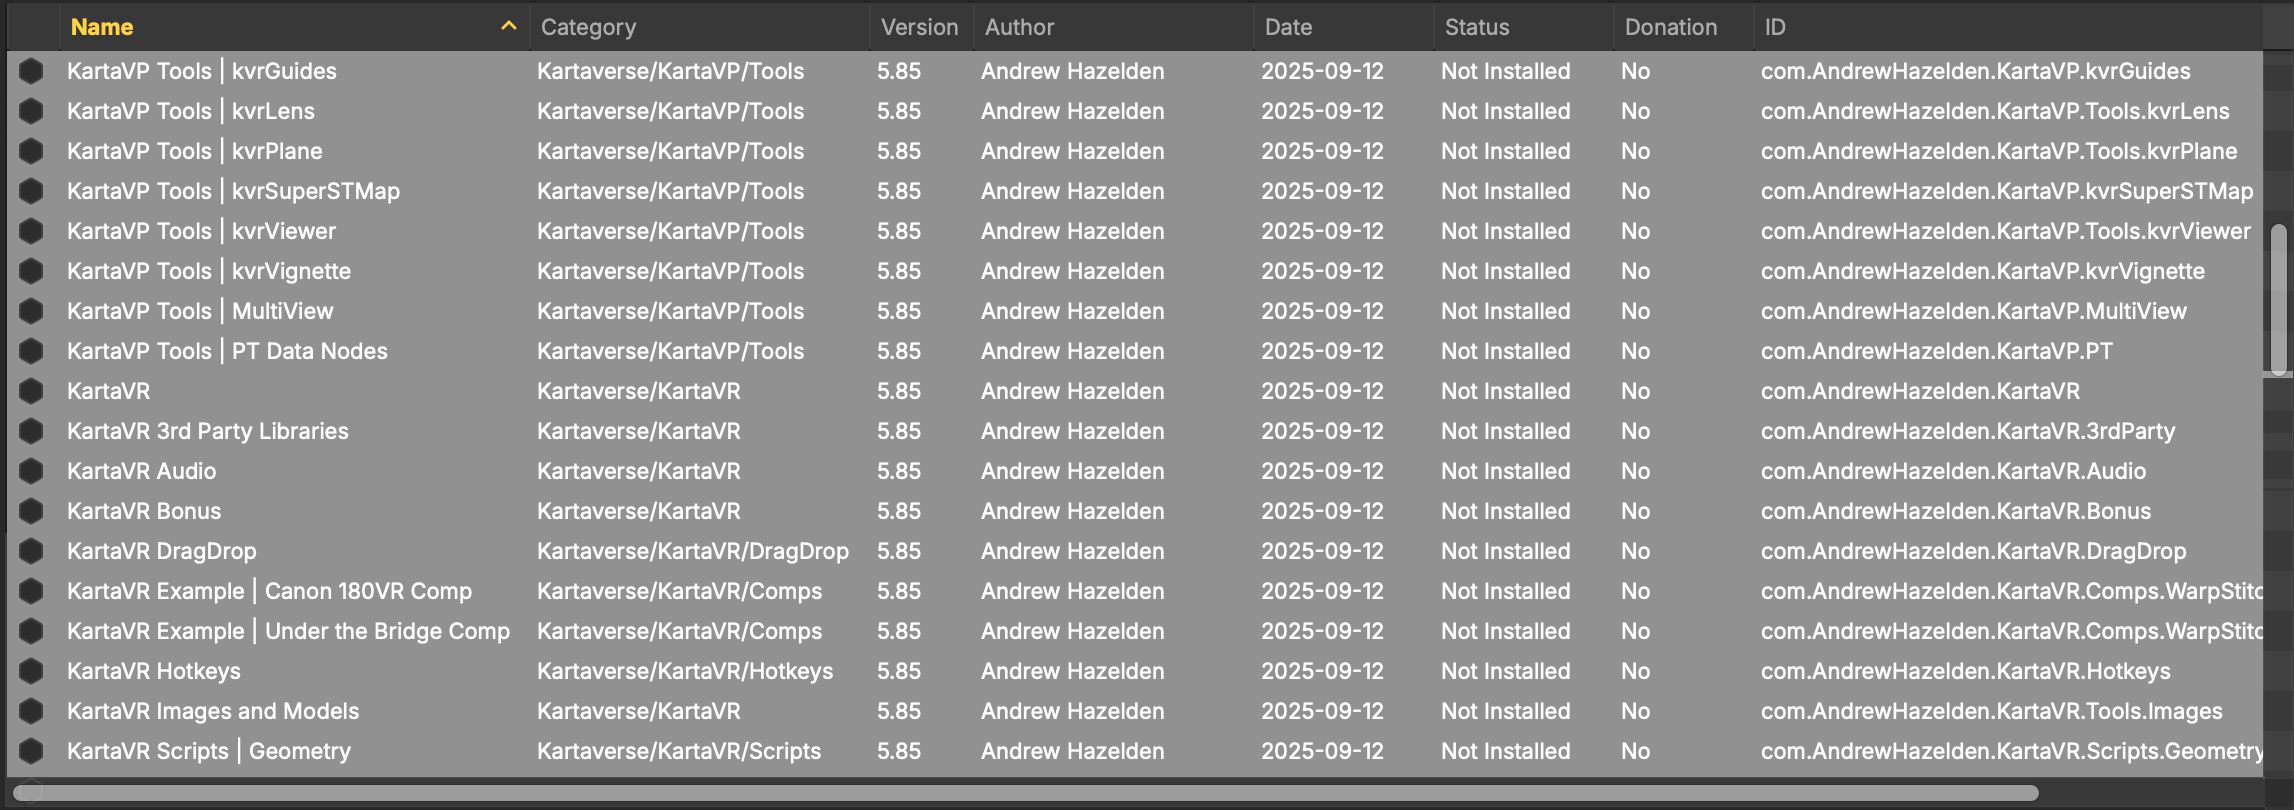 Name Category Version Author Date Status Donation ID
KartaVP Tools | kvrGuides Kartaverse/KartaVP/Tools 5.85 Andrew Hazelden 2025-09-12 Not Installed No com.AndrewHazelden.KartaVP.kvrGuides
KartaVP Tools | kvrLens Kartaverse/KartaVP/Tools 5.85 Andrew Hazelden 2025-09-12 Not Installed No com.AndrewHazelden.KartaVP.Tools.kvrLens
KartaVP Tools | kvrPlane Kartaverse/KartaVP/Tools 5.85 Andrew Hazelden 2025-09-12 Not Installed No com.AndrewHazelden.KartaVP.Tools.kvrPlane
KartaVP Tools | kvrSuperSTMap Kartaverse/KartaVP/Tools 5.85 Andrew Hazelden 2025-09-12 Not Installed No com.AndrewHazelden.KartaVP.kvrSuperSTMap
KartaVP Tools | kvrViewer Kartaverse/KartaVP/Tools 5.85 Andrew Hazelden 2025-09-12 Not Installed No com.AndrewHazelden.KartaVP.Tools.kvrViewer
KartaVP Tools | kvrVignette Kartaverse/KartaVP/Tools 5.85 Andrew Hazelden 2025-09-12 Not Installed No com.AndrewHazelden.KartaVP.kvrVignette
KartaVP Tools | MultiView Kartaverse/KartaVP/Tools 5.85 Andrew Hazelden 2025-09-12 Not Installed No com.AndrewHazelden.KartaVP.MultiView
KartaVP Tools | PT Data Nodes Kartaverse/KartaVP/Tools 5.85 Andrew Hazelden 2025-09-12 Not Installed No com.AndrewHazelden.KartaVP.PT
KartaVR Kartaverse/KartaVR 5.85 Andrew Hazelden 2025-09-12 Not Installed No com.AndrewHazelden.KartaVR
KartaVR 3rd Party Libraries Kartaverse/KartaVR 5.85 Andrew Hazelden 2025-09-12 Not Installed No com.AndrewHazelden.KartaVR.3rdParty
KartaVR Audio Kartaverse/KartaVR 5.85 Andrew Hazelden 2025-09-12 Not Installed No com.AndrewHazelden.KartaVR.Audio
KartaVR Bonus Kartaverse/KartaVR 5.85 Andrew Hazelden 2025-09-12 Not Installed No com.AndrewHazelden.KartaVR.Bonus
KartaVR DragDrop Kartaverse/KartaVR/DragDrop 5.85 Andrew Hazelden 2025-09-12 Not Installed No com.AndrewHazelden.KartaVR.DragDrop
KartaVR Example | Canon 180VR Comp Kartaverse/KartaVR/Comps 5.85 Andrew Hazelden 2025-09-12 Not Installed No com.AndrewHazelden.KartaVR.Comps.WarpStitc
KartaVR Example | Under the Bridge Comp Kartaverse/KartaVR/Comps 5.85 Andrew Hazelden 2025-09-12 Not Installed No com.AndrewHazelden.KartaVR.Comps.WarpStitc
KartaVR Hotkeys Kartaverse/KartaVR/Hotkeys 5.85 Andrew Hazelden 2025-09-12 Not Installed No com.AndrewHazelden.KartaVR.Hotkeys
KartaVR Images and Models Kartaverse/KartaVR 5.85 Andrew Hazelden 2025-09-12 Not Installed No com.AndrewHazelden.KartaVR.Tools.Images
KartaVR Scripts | Geometry Kartaverse/KartaVR/Scripts 5.85 Andrew Hazelden 2025-09-12 Not Installed No com.AndrewHazelden.KartaVR.Scripts.Geometry